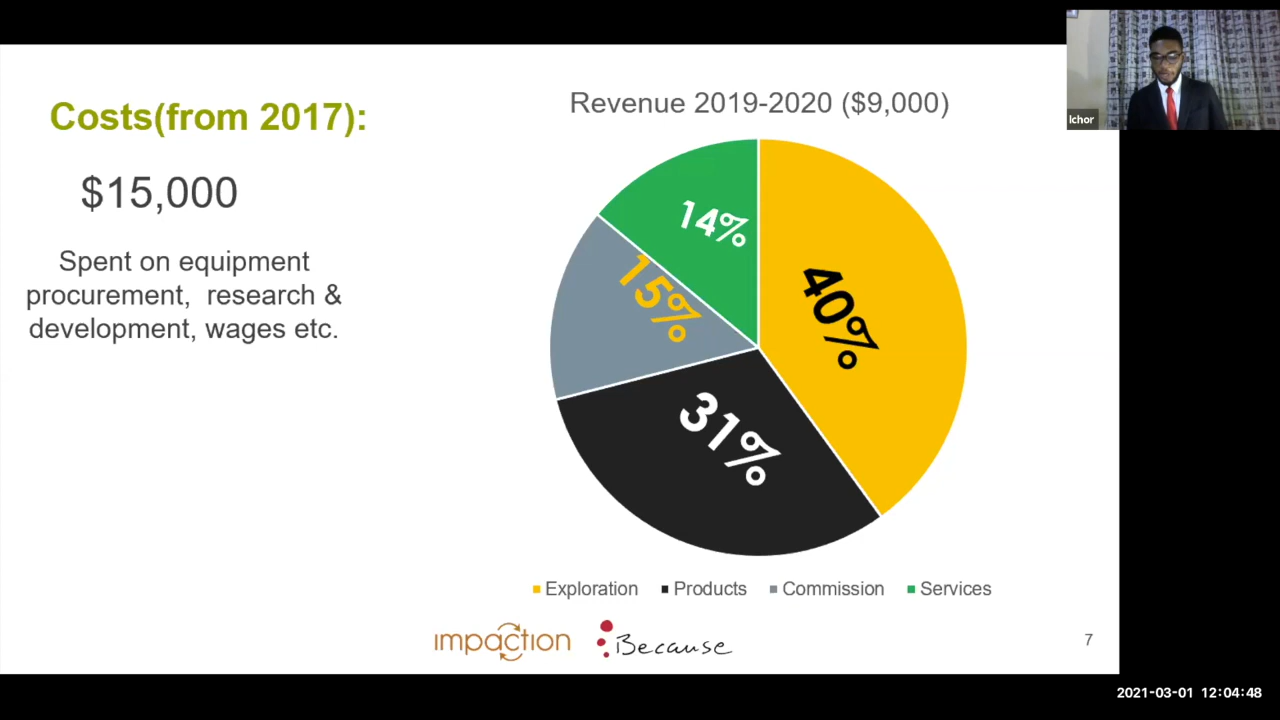 Costs(from 2017):
$15,000
Spent on equipment
procurement, research &
development, wages etc.
Revenue 2019-2020 ($9,000)
14%
15%
40%
31%
Exploration Products Commission Services
impaction Because
7
Ichor
2021-03-01 12:04:48